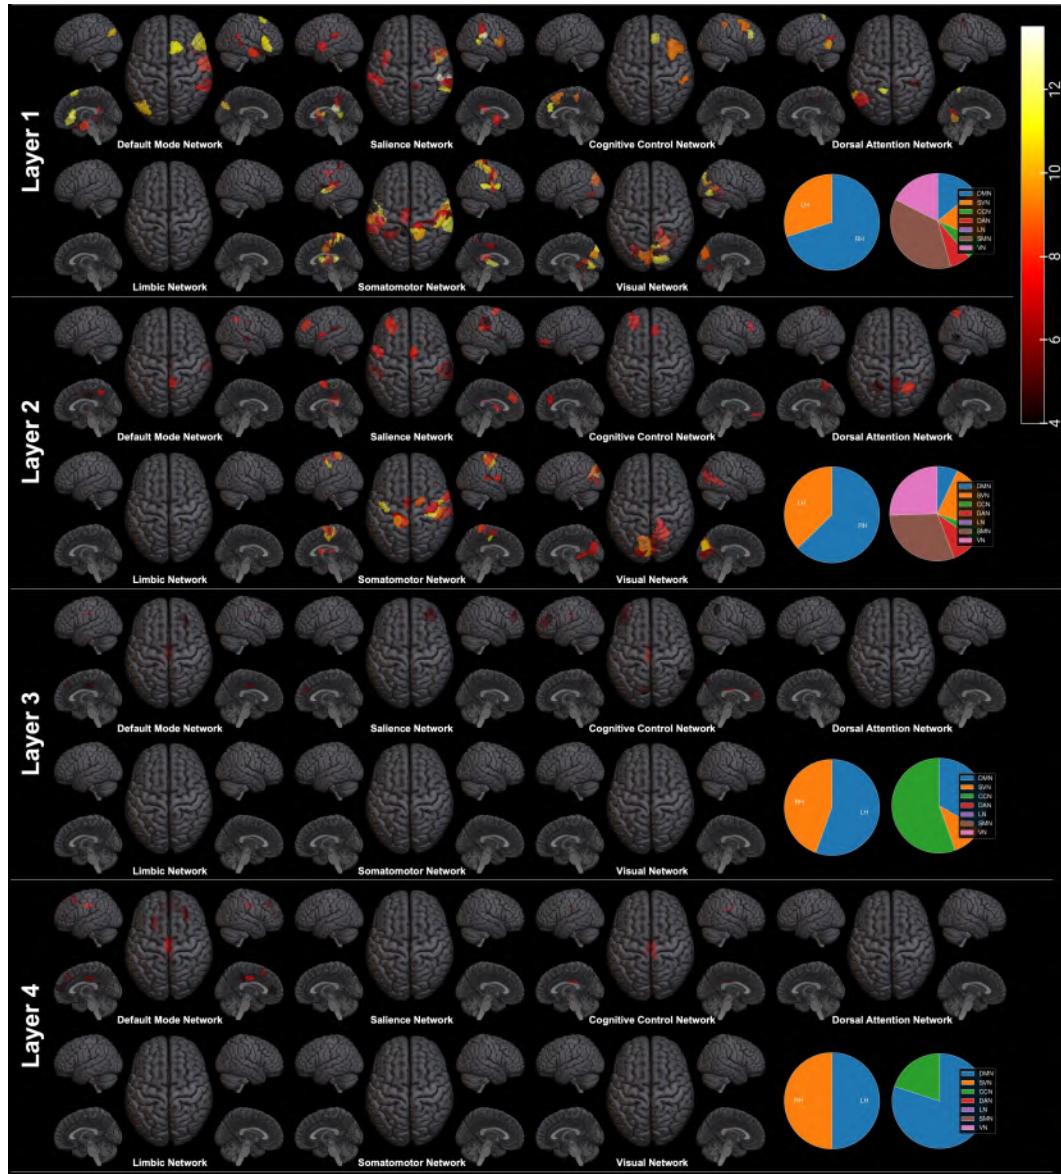 Layer 1
Default Mode Network
Salience Network
Cognitive Control Network
Dorsal Attention Network
Limbic Network
Somatomotor Network
Visual Network
LH
RH
DMN
SVN
CCN
DAN
LN
SMN
VN
12
10
8
6
4
Layer 2
Default Mode Network
Salience Network
Cognitive Control Network
Dorsal Attention Network
Limbic Network
Somatomotor Network
Visual Network
LH
RH
DMN
SVN
CCN
DAN
LN
SMN
VN
Layer 3
Default Mode Network
Salience Network
Cognitive Control Network
Dorsal Attention Network
Limbic Network
Somatomotor Network
Visual Network
RH
LH
DMN
SVN
CCN
DAN
LN
SMN
VN
Layer 4
Default Mode Network
Salience Network
Cognitive Control Network
Dorsal Attention Network
Limbic Network
Somatomotor Network
Visual Network
RH
LH
DMN
SVN
CCN
DAN
LN
SMN
VN